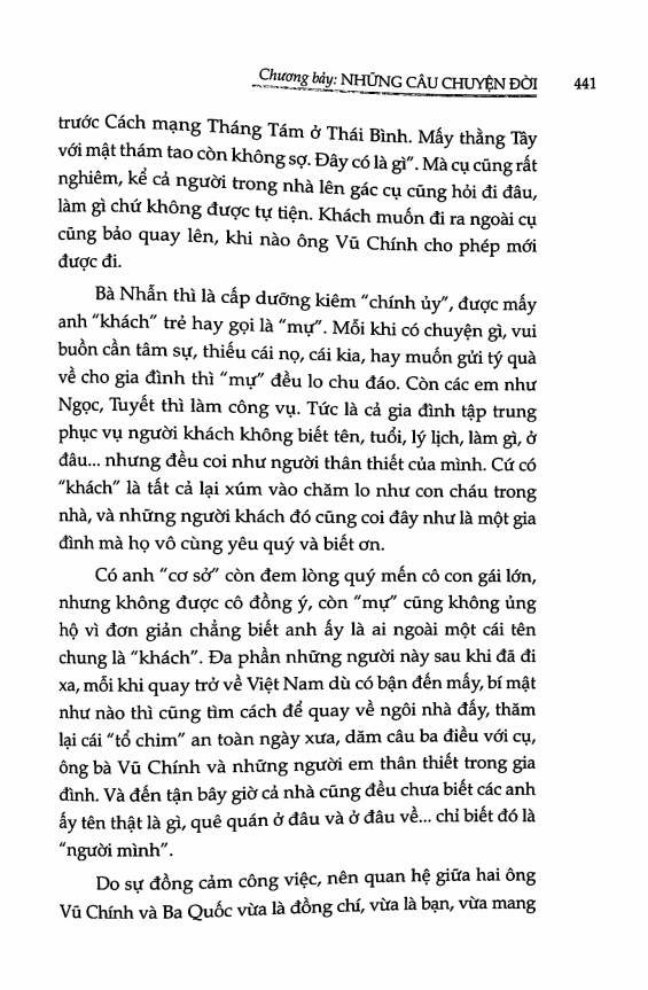 Chương bảy: NHỮNG CÂU CHUYỆN ĐỜI 441
trước Cách mạng Tháng Tám ở Thái Bình. Mấy thằng Tây
với mật thám tao còn không sợ. Đây có là gì”. Mà cụ cũng rất
nghiêm, kể cả người trong nhà lên gác cụ cũng hỏi đi đâu,
làm gì chứ không được tự tiện. Khách muốn đi ra ngoài cụ
cũng bảo quay lên, khi nào ông Vũ Chính cho phép mới
được đi.
Bà Nhẫn thì là cấp dưỡng kiêm “chính ủy”, được mấy
anh “khách” trẻ hay gọi là “mự”. Mỗi khi có chuyện gì, vui
buồn cần tâm sự, thiếu cái nọ, cái kia, hay muốn gửi tý quà
về cho gia đình thì “mự” đều lo chu đáo. Còn các em như
Ngọc, Tuyết thì làm công vụ. Tức là cả gia đình tập trung
phục vụ người khách không biết tên, tuổi, lý lịch, làm gì, ở
đâu... nhưng đều coi như người thân thiết của mình. Cứ có
“khách” là tất cả lại xúm vào chăm lo như con cháu trong
nhà, và những người khách đó cũng coi đây như là một gia
đình mà họ vô cùng yêu quý và biết ơn.
Có anh “cơ sở” còn đem lòng quý mến cô con gái lớn,
nhưng không được cô đồng ý, còn “mự” cũng không ủng
hộ vì đơn giản chẳng biết anh ấy là ai ngoài một cái tên
chung là “khách”. Đa phần những người này sau khi đã đi
xa, mỗi khi quay trở về Việt Nam dù có bận đến mấy, bí mật
như nào thì cũng tìm cách để quay về ngôi nhà đấy, thăm
lại cái “tổ chim” an toàn ngày xưa, dăm câu ba điều với cụ,
ông bà Vũ Chính và những người em thân thiết trong gia
đình. Và đến tận bây giờ cả nhà cũng đều chưa biết các anh
ấy tên thật là gì, quê quán ở đâu và ở đâu về... chỉ biết đó là
“người mình”.
Do sự đồng cảm công việc, nên quan hệ giữa hai ông
Vũ Chính và Ba Quốc vừa là đồng chí, vừa là bạn, vừa mang